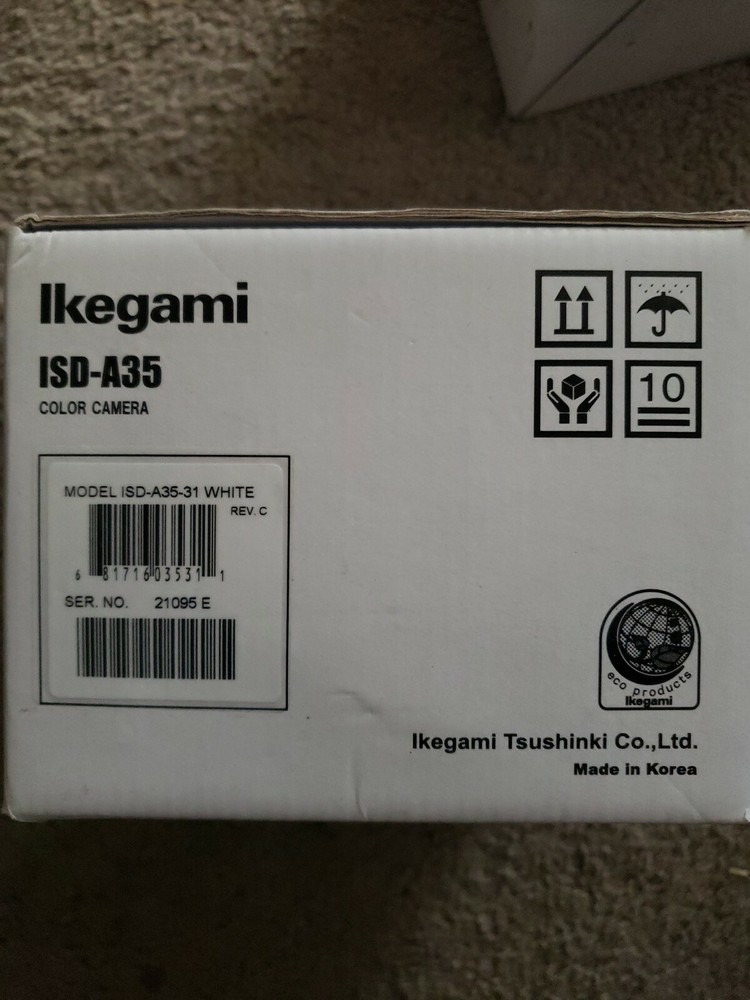 Ikegami
ISD-A35
COLOR CAMERA
10
MODEL ISD-A35-31 WHITE
REV. C
6 81716 03531 1
SER. NO. 21095 E
eco products
Ikegami
Ikegami Tsushinki Co.,Ltd.
Made in Korea